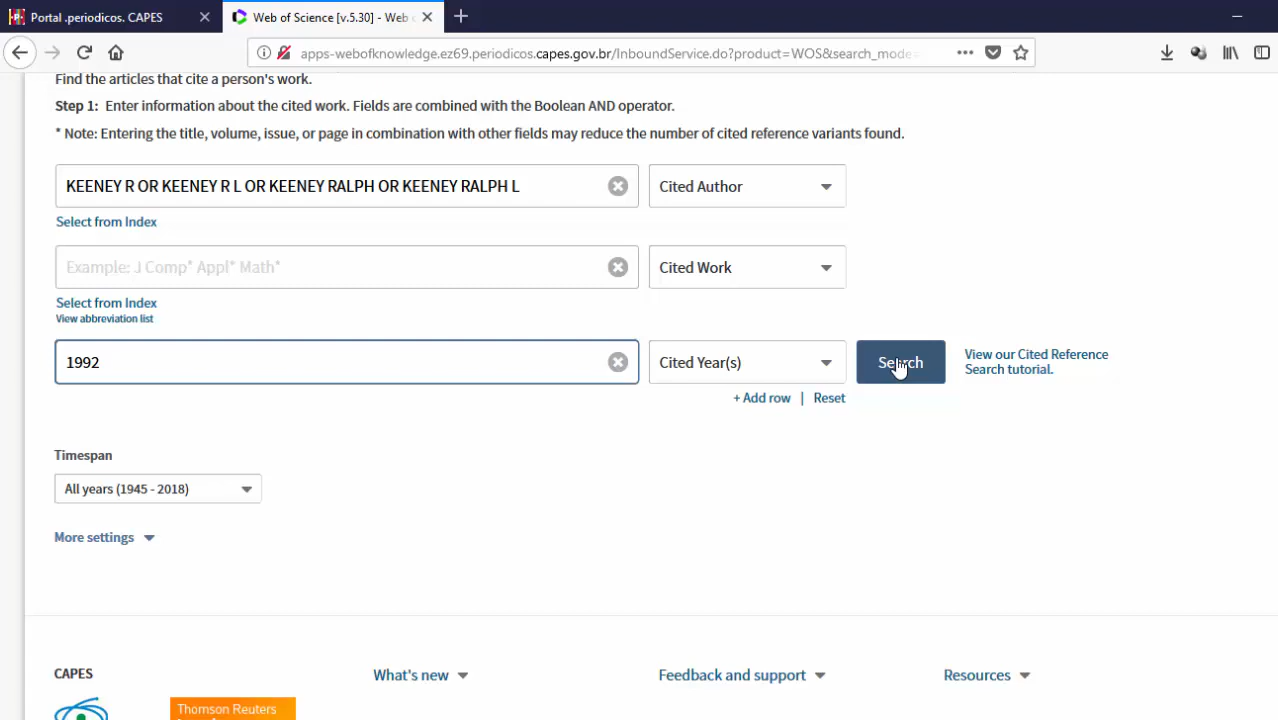 Portal .periodicos. CAPES
Web of Science [v.5.30] - Web
apps-webofknowledge.ez69.periodicos.capes.gov.br/InboundService.do?product=WOS&search_mode=
Find the articles that cite a person's work.
Step 1: Enter information about the cited work. Fields are combined with the Boolean AND operator.
* Note: Entering the title, volume, issue, or page in combination with other fields may reduce the number of cited reference variants found.
KEENEY R OR KEENEY R L OR KEENEY RALPH OR KEENEY RALPH L
Cited Author
Select from Index
Example: J Comp* Appl* Math*
Cited Work
Select from Index
View abbreviation list
1992
Cited Year(s)
Search
View our Cited Reference
Search tutorial.
+ Add row | Reset
Timespan
All years (1945 - 2018)
More settings
CAPES
What's new
Feedback and support
Resources
Thomson Reuters